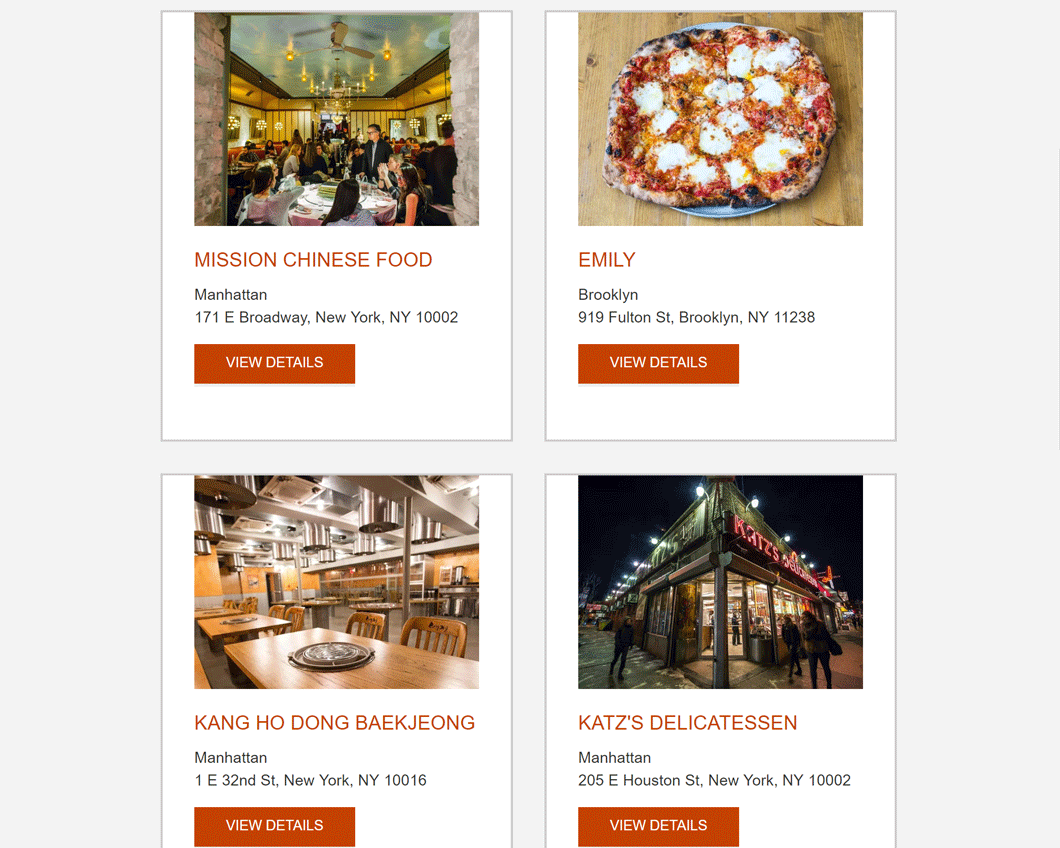 MISSION CHINESE FOOD
Manhattan
171 E Broadway, New York, NY 10002
VIEW DETAILS
EMILY
Brooklyn
919 Fulton St, Brooklyn, NY 11238
VIEW DETAILS
KATZ'S DELICATESSEN
KANG HO DONG BAEKJEONG
Manhattan
1 E 32nd St, New York, NY 10016
VIEW DETAILS
KATZ'S DELICATESSEN
Manhattan
205 E Houston St, New York, NY 10002
VIEW DETAILS